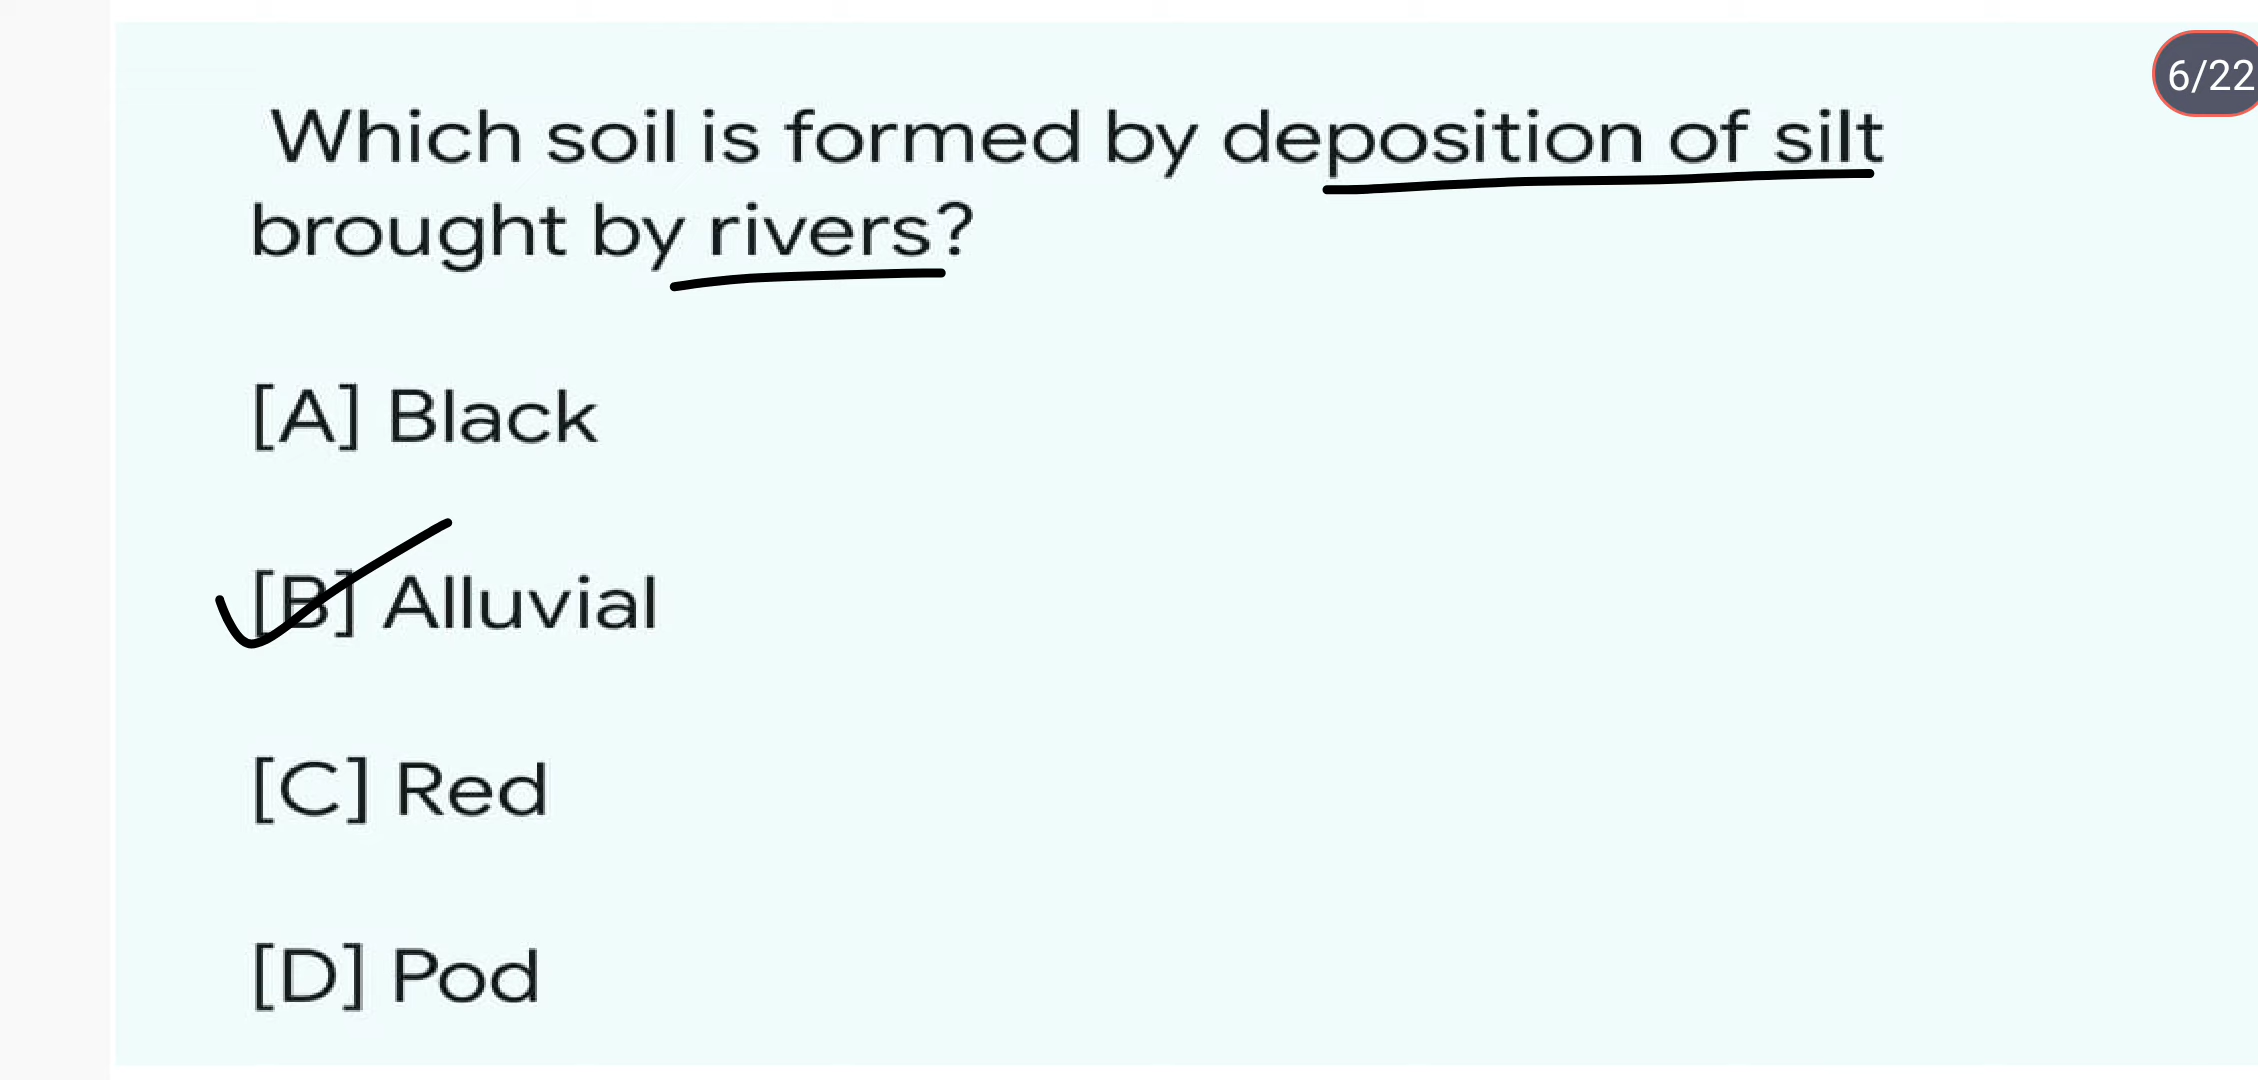 6/22
Which soil is formed by deposition of silt
brought by rivers?
[A] Black
[B] Alluvial
[C] Red
[D] Pod